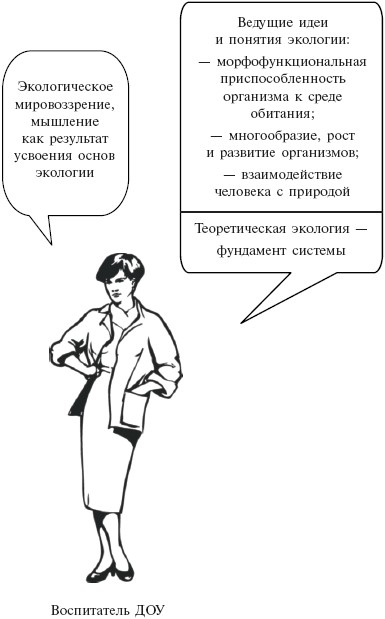 Экологическое
мировоззрение,
мышление
как результат
усвоения основ
экологии
Ведущие идеи
и понятия экологии:
— морфофункциональная
приспособленность
организма к среде
обитания;
— многообразие, рост
и развитие организмов;
— взаимодействие
человека с природой
Теоретическая экология —
фундамент системы
Воспитатель ДОУ